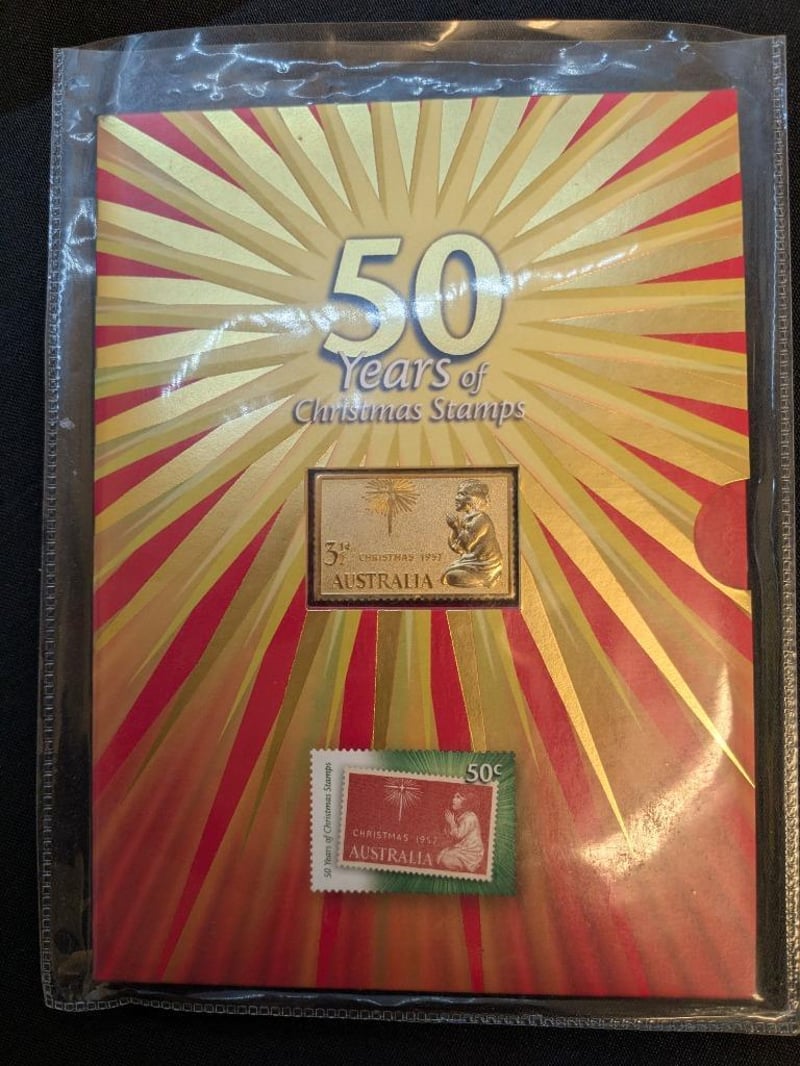 50
Years of
Christmas Stamps
3½d
CHRISTMAS 1957
AUSTRALIA
50c
50 Years of Christmas Stamps
CHRISTMAS 1957
AUSTRALIA